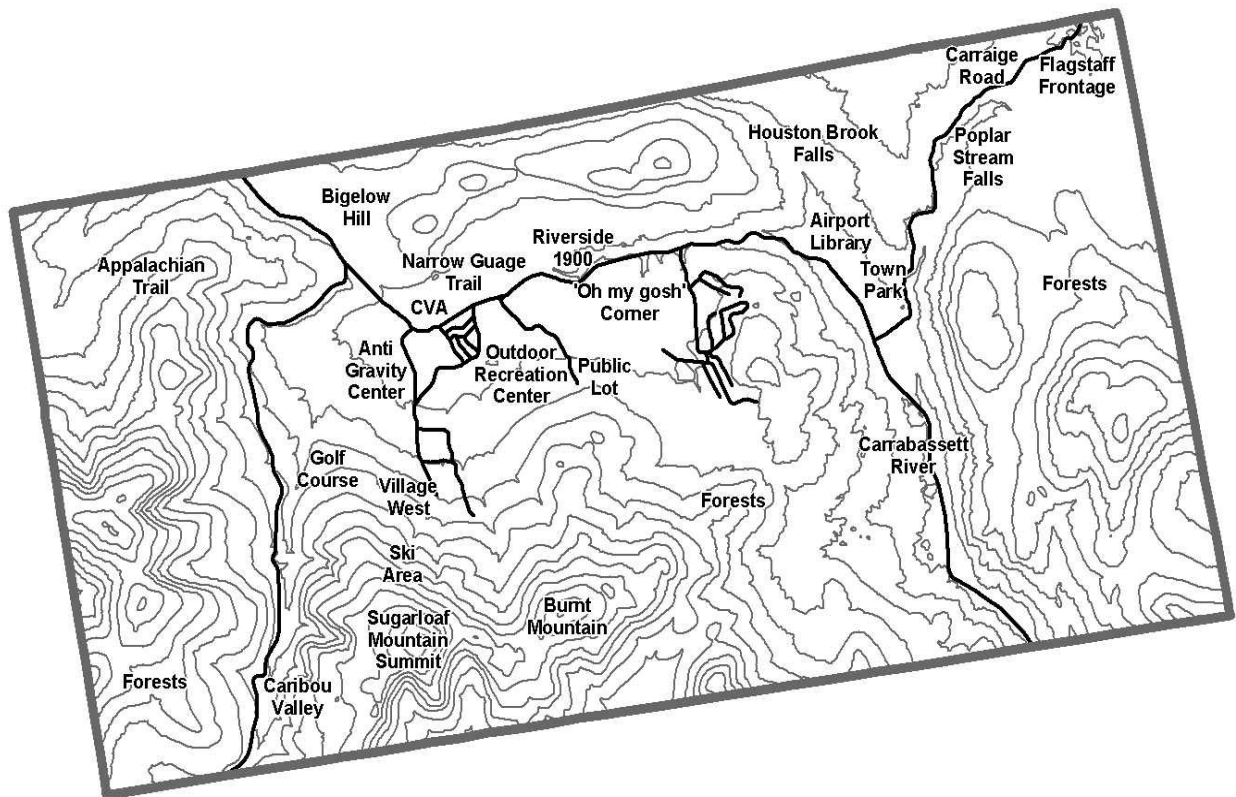 Carraige
Road
Flagstaff
Frontage
Houston Brook
Falls
Poplar
Stream
Falls
Bigelow
Hill
Airport
Library
Riverside
1900
Appalachian
Trail
Narrow Guage
Trail
Town
Park
Forests
'Oh my gosh'
Corner
CVA
Anti
Gravity
Center
Outdoor
Recreation
Center
Public
Lot
Carrabassett
River
Golf
Course
Village
West
Forests
Ski
Area
Sugarloaf
Mountain
Summit
Burnt
Mountain
Forests
Caribou
Valley